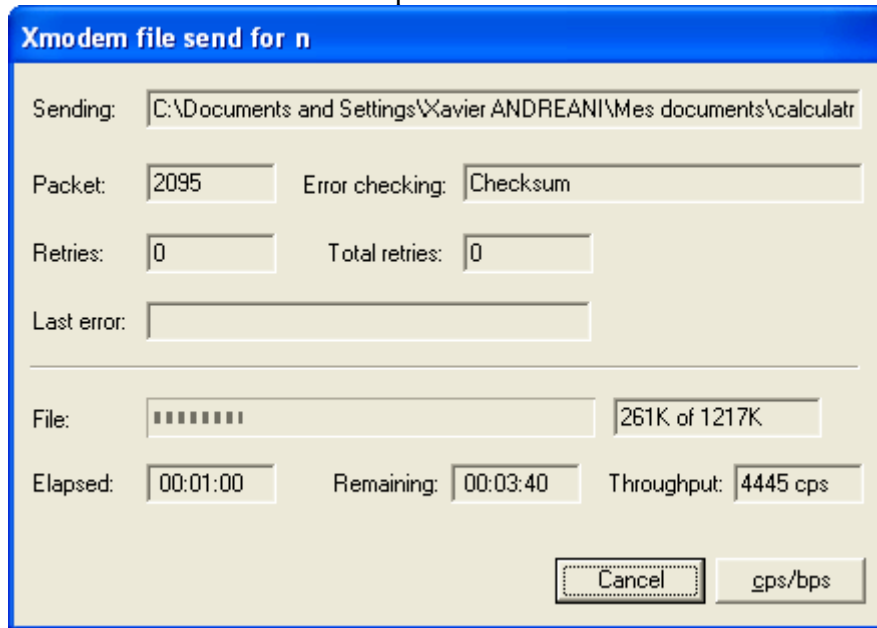 Xmodem file send for n
Sending: C:\Documents and Settings\Xavier ANDREANI\Mes documents\calculatr
Packet: 2095 Error checking: Checksum
Retries: 0 Total retries: 0
Last error:
File: 261K of 1217K
Elapsed: 00:01:00 Remaining: 00:03:40 Throughput: 4445 cps
Cancel cps/bps